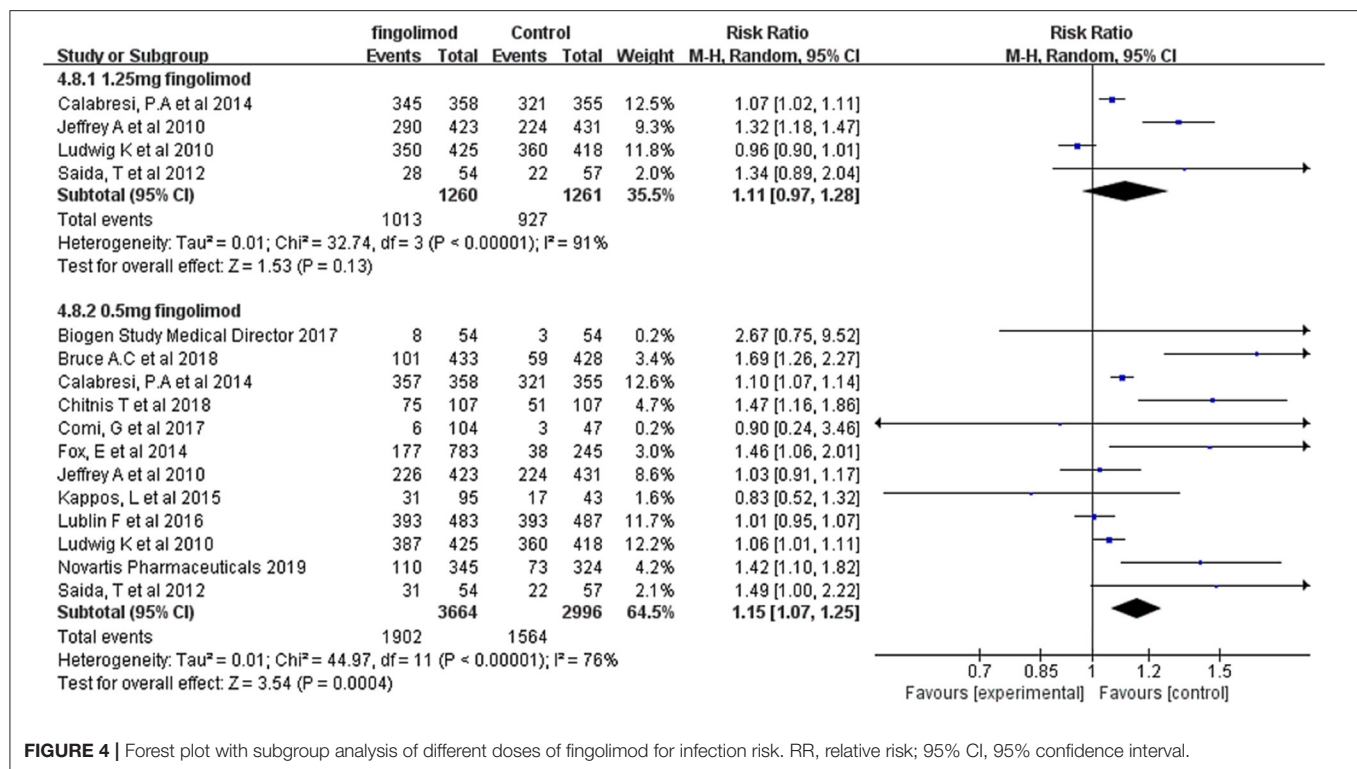 fingolimod Control Risk Ratio Risk Ratio
Study or Subgroup Events Total Events Total Weight M-H, Random, 95% CI M-H, Random, 95% CI
4.8.1 1.25mg fingolimod
Calabresi, P.A et al 2014 345 358 321 355 12.5% 1.07 [1.02, 1.11]
Jeffrey A et al 2010 290 423 224 431 9.3% 1.32 [1.18, 1.47]
Ludwig K et al 2010 350 425 360 418 11.8% 0.96 [0.90, 1.01]
Saida, T et al 2012 28 54 22 57 2.0% 1.34 [0.89, 2.04]
Subtotal (95% CI) 1260 1261 35.5% 1.11 [0.97, 1.28]
Total events 1013 927
Heterogeneity: Tau² = 0.01; Chi² = 32.74, df = 3 (P < 0.00001); I² = 91%
Test for overall effect: Z = 1.53 (P = 0.13)
4.8.2 0.5mg fingolimod
Biogen Study Medical Director 2017 8 54 3 54 0.2% 2.67 [0.75, 9.52]
Bruce A.C et al 2018 101 433 59 428 3.4% 1.69 [1.26, 2.27]
Calabresi, P.A et al 2014 357 358 321 355 12.6% 1.10 [1.07, 1.14]
Chitnis T et al 2018 75 107 51 107 4.7% 1.47 [1.16, 1.86]
Comi, G et al 2017 6 104 3 47 0.2% 0.90 [0.24, 3.46]
Fox, E et al 2014 177 783 38 245 3.0% 1.46 [1.06, 2.01]
Jeffrey A et al 2010 226 423 224 431 8.6% 1.03 [0.91, 1.17]
Kappos, L et al 2015 31 95 17 43 1.6% 0.83 [0.52, 1.32]
Lublin F et al 2016 393 483 393 487 11.7% 1.01 [0.95, 1.07]
Ludwig K et al 2010 387 425 360 418 12.2% 1.06 [1.01, 1.11]
Novartis Pharmaceuticals 2019 110 345 73 324 4.2% 1.42 [1.10, 1.82]
Saida, T et al 2012 31 54 22 57 2.1% 1.49 [1.00, 2.22]
Subtotal (95% CI) 3664 2996 64.5% 1.15 [1.07, 1.25]
Total events 1902 1564
Heterogeneity: Tau² = 0.01; Chi² = 44.97, df = 11 (P < 0.00001); I² = 76%
Test for overall effect: Z = 3.54 (P = 0.0004)
0.7 0.85 1 1.2 1.5
Favours [experimental] Favours [control]
FIGURE 4 | Forest plot with subgroup analysis of different doses of fingolimod for infection risk. RR, relative risk; 95% CI, 95% confidence interval.